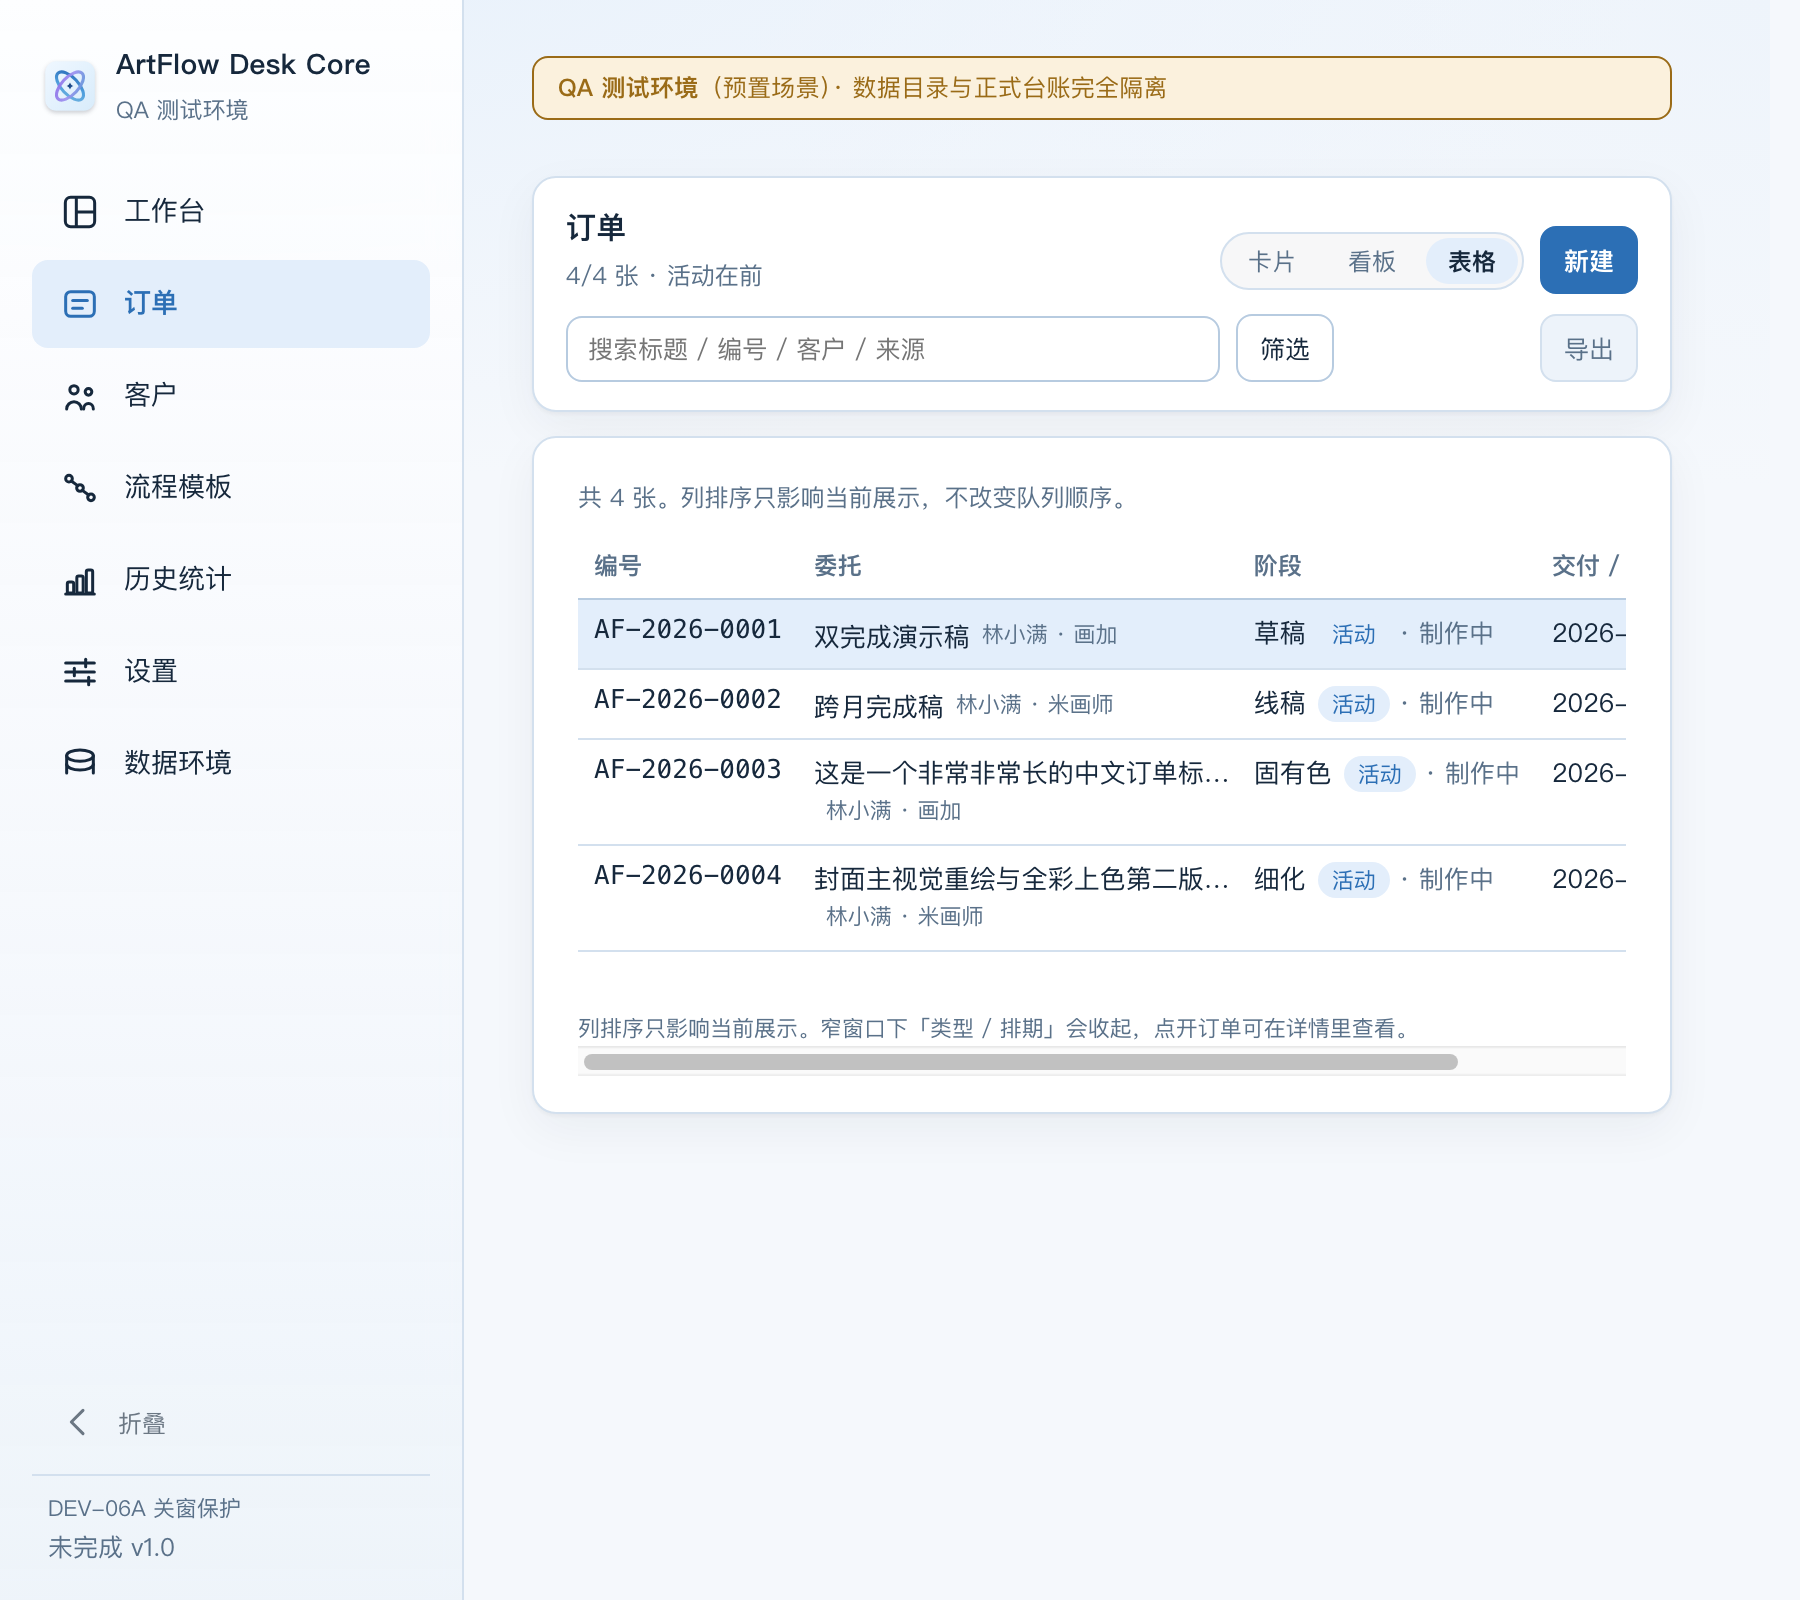 ArtFlow Desk Core
QA 测试环境
工作台
订单
客户
流程模板
历史统计
设置
数据环境
折叠
DEV-06A 关窗保护
未完成 v1.0
QA 测试环境（预置场景）· 数据目录与正式台账完全隔离
订单
4/4 张 · 活动在前
卡片 看板 表格 新建
搜索标题 / 编号 / 客户 / 来源 筛选 导出
共 4 张。列排序只影响当前展示，不改变队列顺序。
编号 委托 阶段 交付 /
AF-2026-0001 双完成演示稿 林小满 · 画加 草稿 活动 · 制作中 2026-
AF-2026-0002 跨月完成稿 林小满 · 米画师 线稿 活动 · 制作中 2026-
AF-2026-0003 这是一个非常非常长的中文订单标… 固有色 活动 · 制作中 2026-
林小满 · 画加
AF-2026-0004 封面主视觉重绘与全彩上色第二版… 细化 活动 · 制作中 2026-
林小满 · 米画师
列排序只影响当前展示。窄窗口下「类型 / 排期」会收起，点开订单可在详情里查看。